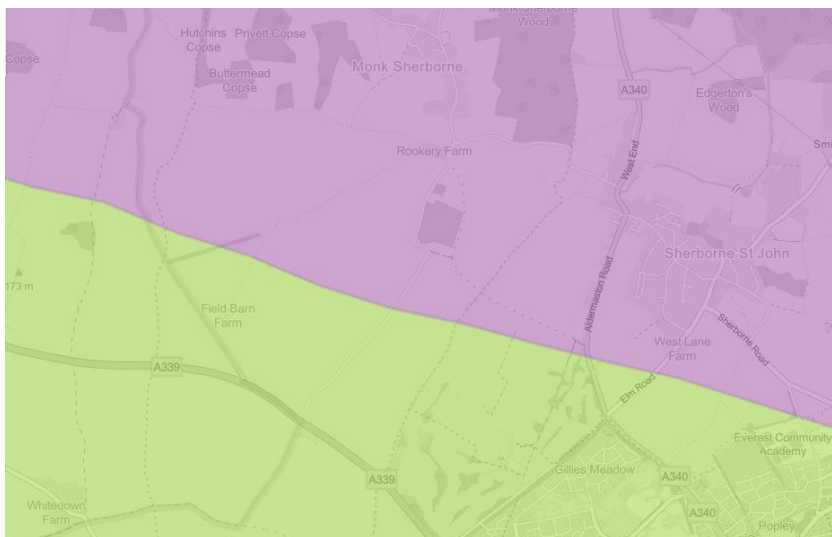 Monk Sherborne
Wood
Hutchins
Copse
Privett Copse
Copse
Monk Sherborne
Buttermead
Copse
A340
Edgerton's
Wood
Rookery Farm
West End
Smi
Sherborne St John
173 m
Field Barn
Farm
Aldermaston Road
Sherborne Road
West Lane
Farm
A339
Elm Road
Everest Community
Academy
Gillies Meadow
A339
A340
Whitedown
Farm
A340
Popley